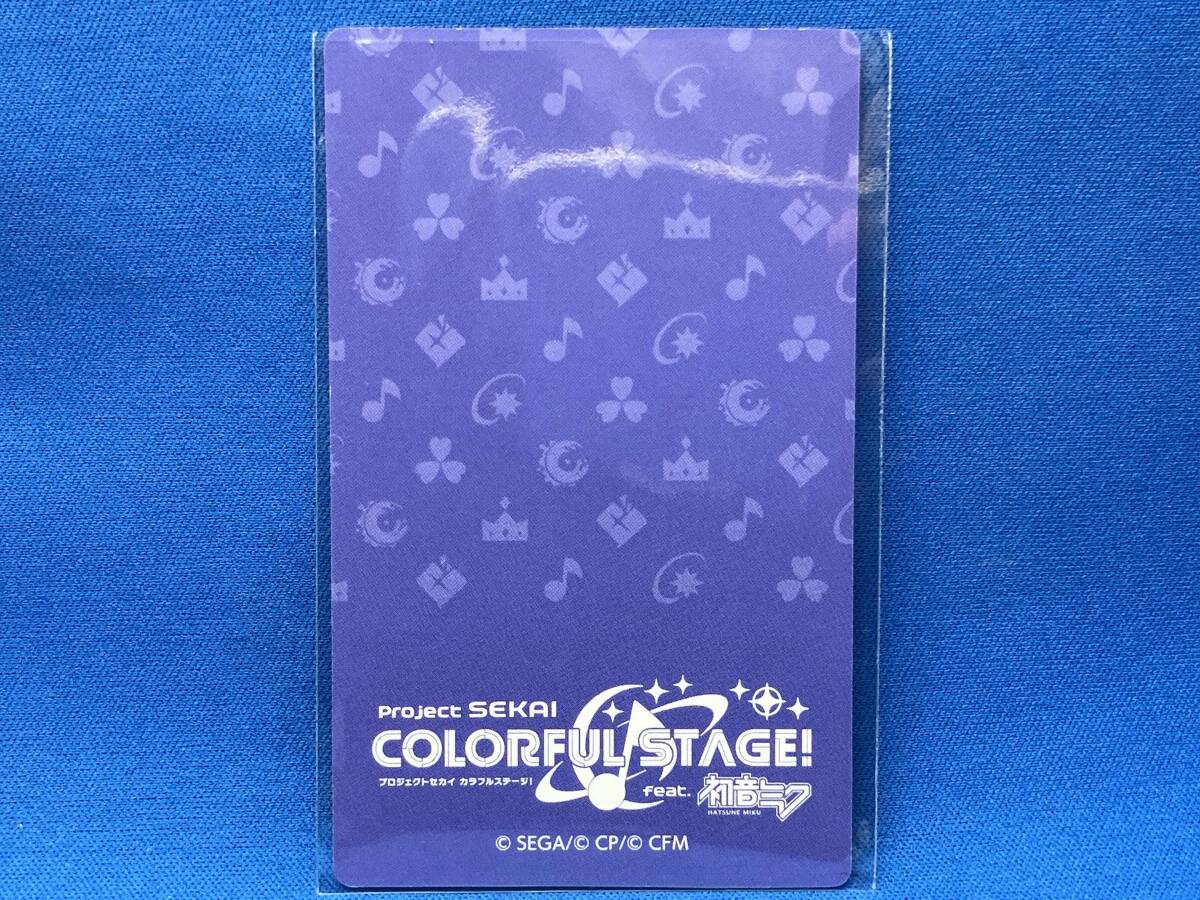 Project SEKAI
COLORFUL STAGE!
プロジェクトセカイ カラフルステージ!
feat. 初音ミク
HATSUNE MIKU
© SEGA/© CP/© CFM